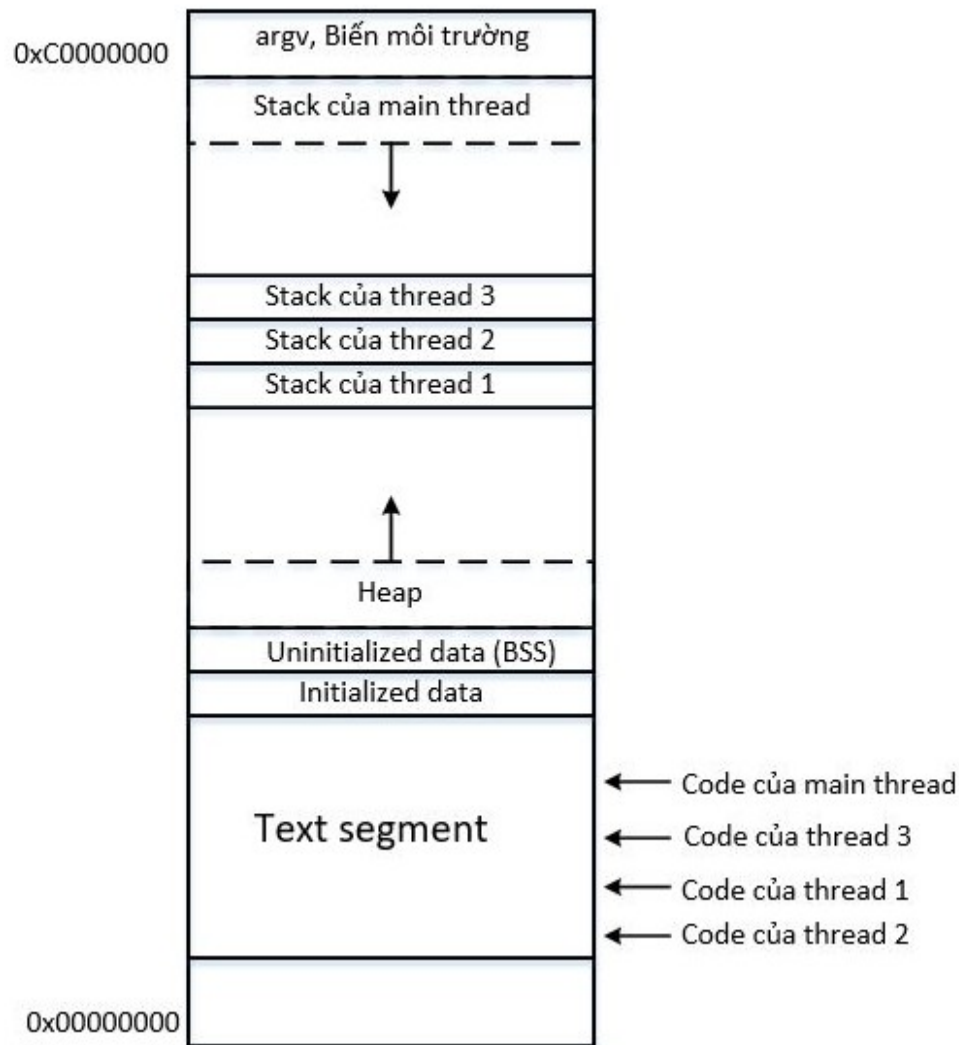 argv, Biến môi trường
0xC0000000
Stack của main thread
Stack của thread 3
Stack của thread 2
Stack của thread 1
Heap
Uninitialized data (BSS)
Initialized data
Text segment
Code của main thread
Code của thread 3
Code của thread 1
Code của thread 2
0x00000000